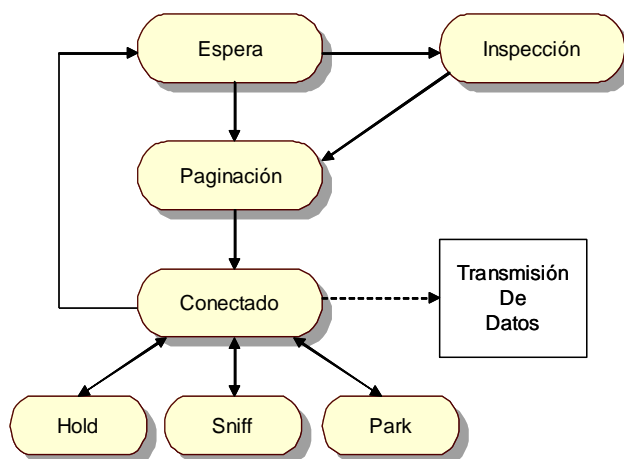 Espera
Inspección
Paginación
Conectado
Transmisión
De
Datos
Hold
Sniff
Park